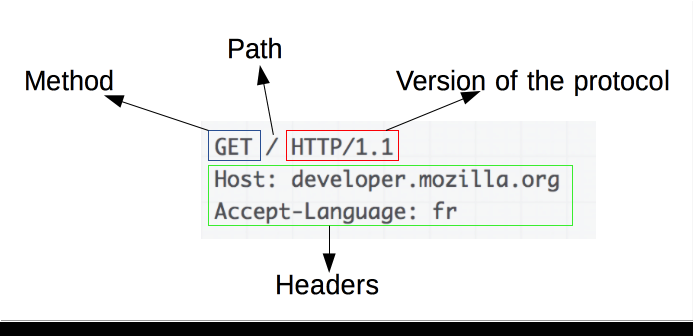 Path
Method
Version of the protocol
GET / HTTP/1.1
Host: developer.mozilla.org
Accept-Language: fr
Headers